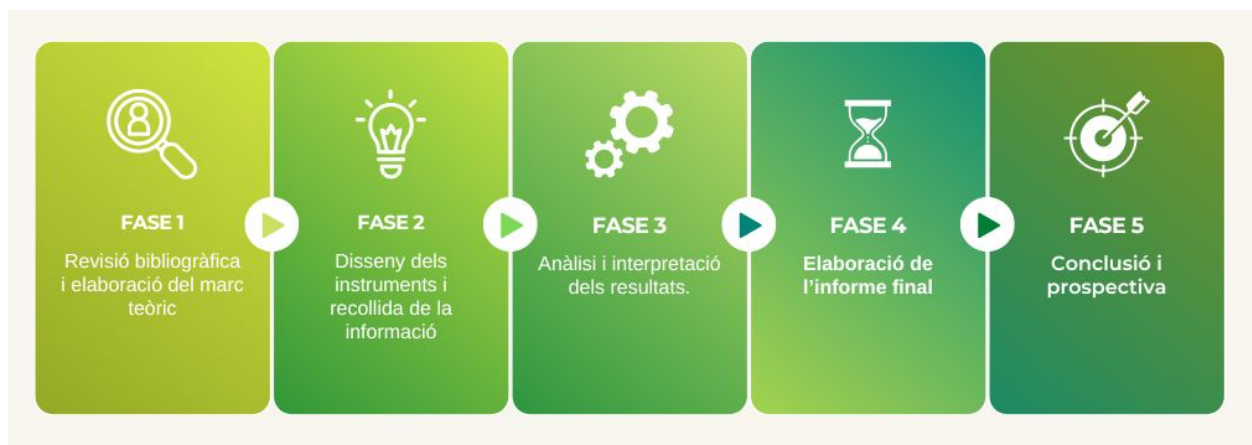 FASE 1
Revisió bibliogràfica
i elaboració del marc
teòric
FASE 2
Disseny dels
instruments i
recollida de la
informació
FASE 3
Anàlisi i interpretació
dels resultats.
FASE 4
Elaboració de
l’informe final
FASE 5
Conclusió i
prospectiva